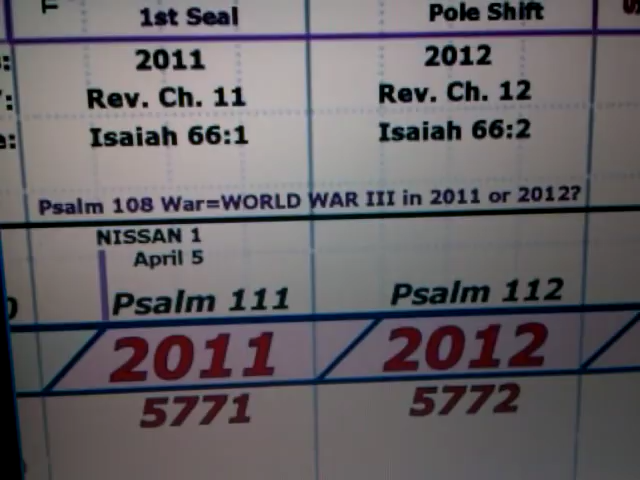 1st Seal Pole Shift
2011 2012
Rev. Ch. 11 Rev. Ch. 12
Isaiah 66:1 Isaiah 66:2
Psalm 108 War=WORLD WAR III in 2011 or 2012?
NISSAN 1
April 5
Psalm 111 Psalm 112
2011 2012
5771 5772